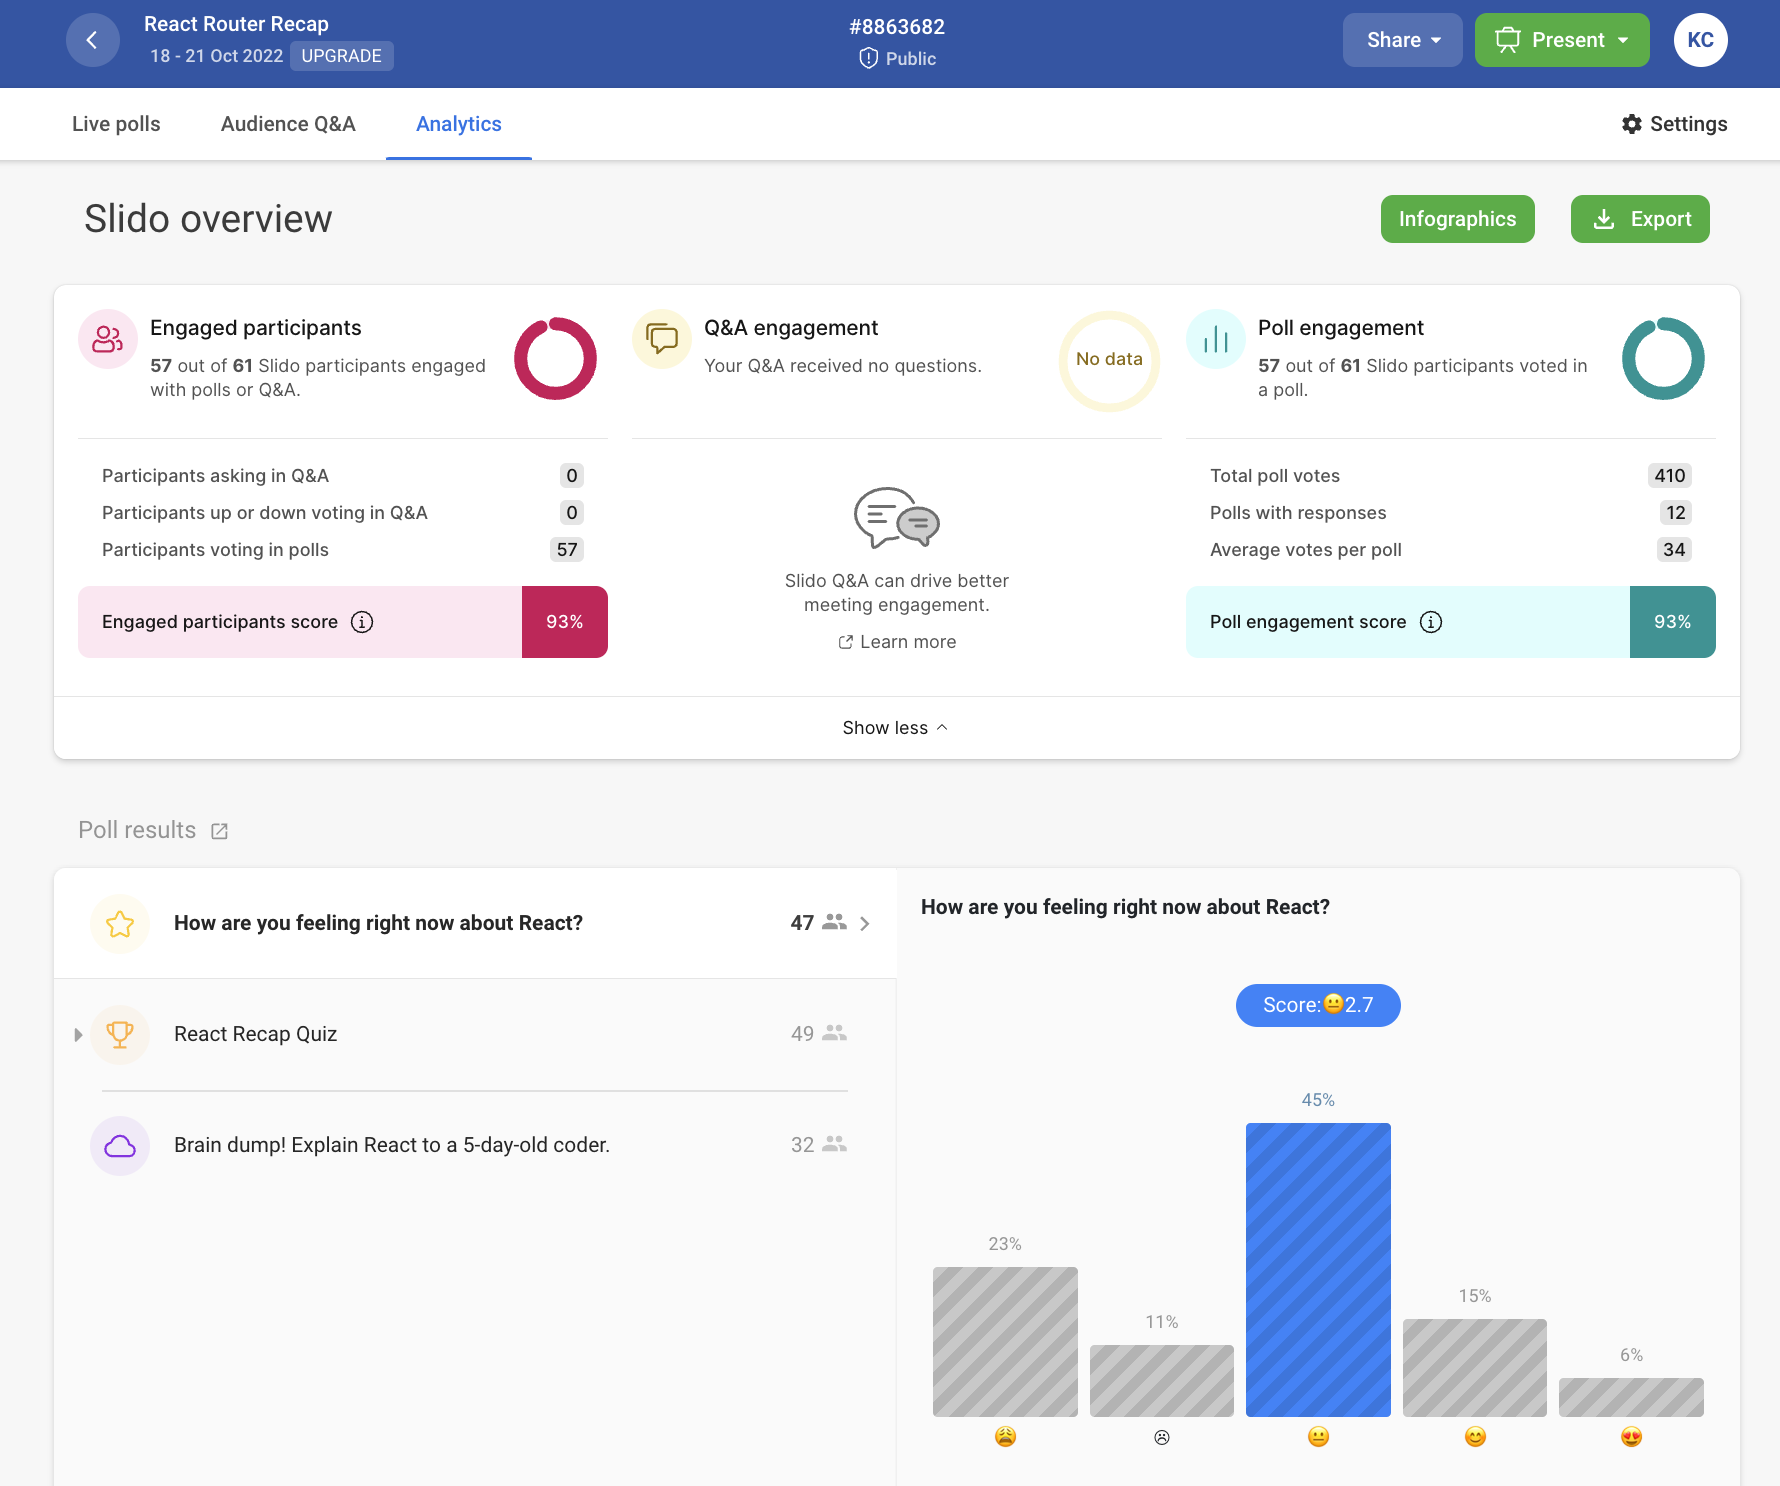 React Router Recap
18 - 21 Oct 2022 UPGRADE
#8863682
Public
Share
Present
KC
Live polls
Audience Q&A
Analytics
Settings
Slido overview
Infographics
Export
Engaged participants
57 out of 61 Slido participants engaged
with polls or Q&A.
Participants asking in Q&A 0
Participants up or down voting in Q&A 0
Participants voting in polls 57
Engaged participants score 93%
Q&A engagement
Your Q&A received no questions.
No data
Slido Q&A can drive better
meeting engagement.
Learn more
Poll engagement
57 out of 61 Slido participants voted in
a poll.
Total poll votes 410
Polls with responses 12
Average votes per poll 34
Poll engagement score 93%
Show less
Poll results
How are you feeling right now about React? 47
React Recap Quiz 49
Brain dump! Explain React to a 5-day-old coder. 32
How are you feeling right now about React?
Score:😐2.7
23%
11%
45%
15%
6%